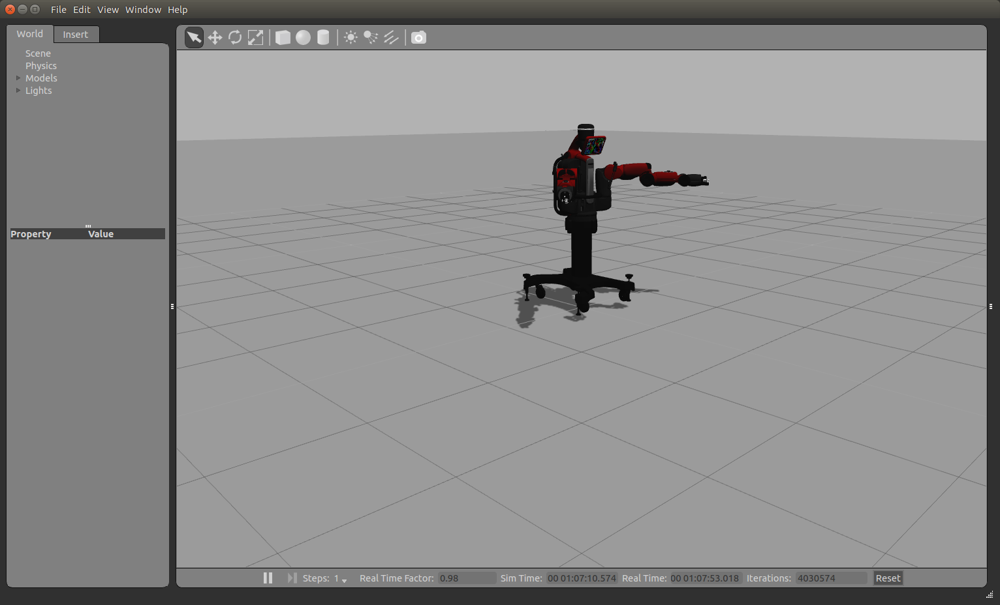 File Edit View Window Help
World Insert
Scene
Physics
Models
Lights
Property Value
Steps: 1 Real Time Factor: 0.98 Sim Time: 00 01:07:10.574 Real Time: 00 01:07:53.018 Iterations: 4030574 Reset